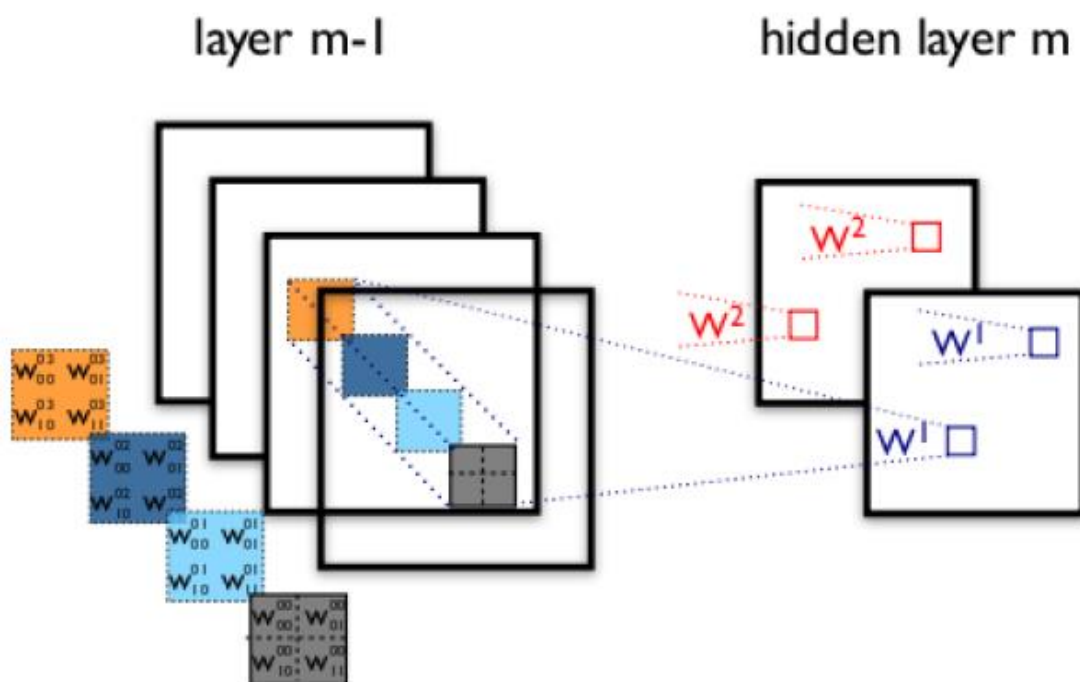 layer m-1
hidden layer m
W²
W²
W¹
W¹
W⁰³₀₀ W⁰³₀₁
W⁰³₁₀ W⁰³₁₁
W⁰²₀₀ W⁰²₀₁
W⁰²₁₀ W⁰²
W⁰¹₀₀ W⁰¹₀₁
W⁰¹₁₀ W⁰¹₁₁
W⁰⁰₀₀ W⁰⁰₀₁
W⁰⁰₁₀ W⁰⁰₁₁